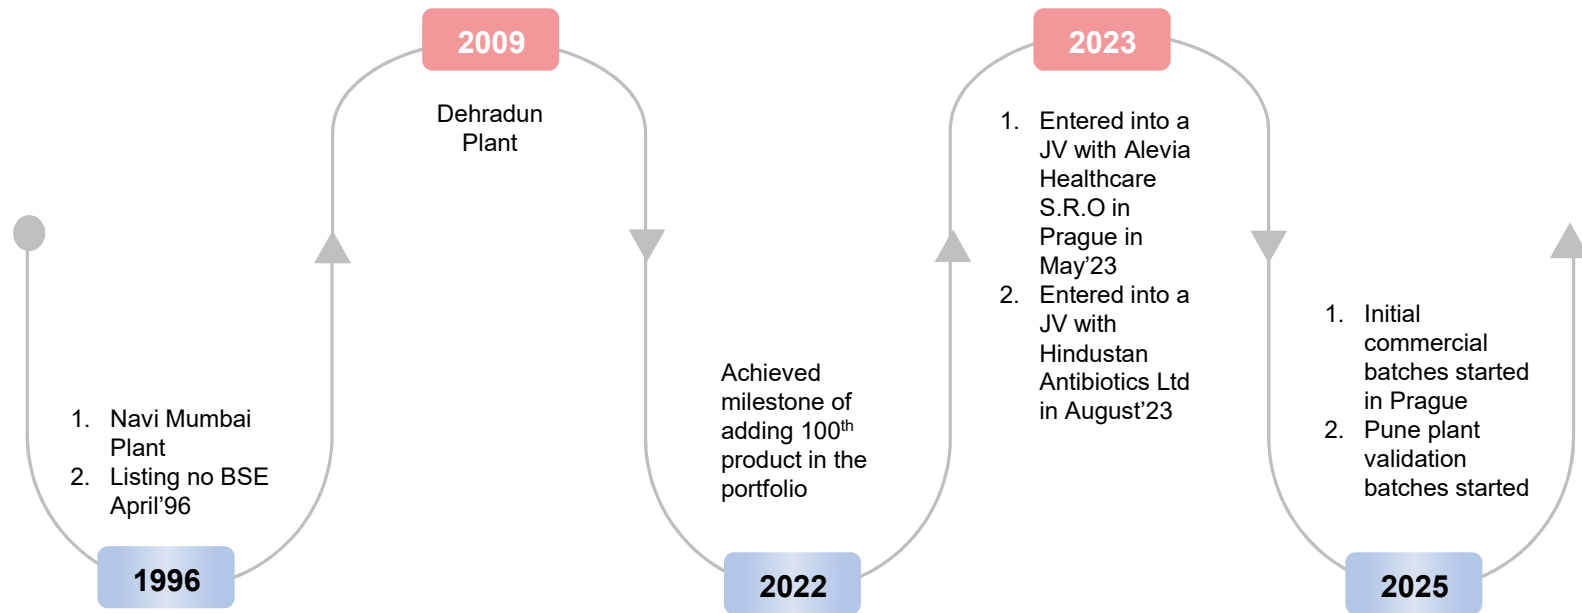 1996
1. Navi Mumbai
Plant
2. Listing no BSE
April’96
2009
Dehradun
Plant
2022
Achieved
milestone of
adding 100th
product in the
portfolio
2023
1. Entered into a
JV with Alevia
Healthcare
S.R.O in
Prague in
May’23
2. Entered into a
JV with
Hindustan
Antibiotics Ltd
in August’23
2025
1. Initial
commercial
batches started
in Prague
2. Pune plant
validation
batches started